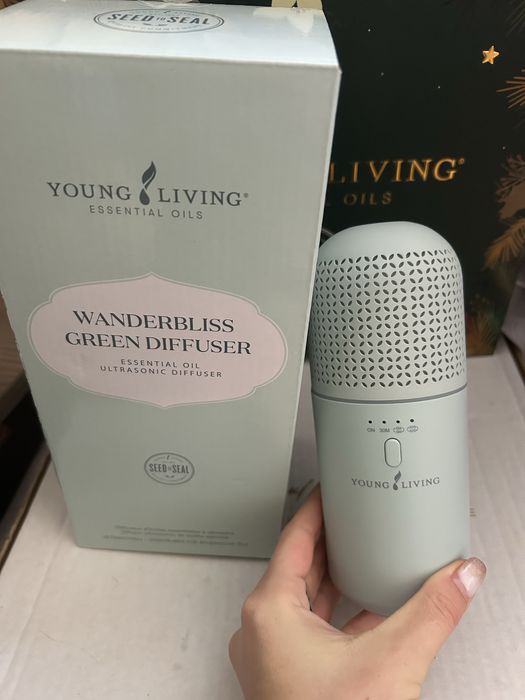 SEED TO SEAL
YOUNG LIVING®
ESSENTIAL OILS
WANDERBLISS
GREEN DIFFUSER
ESSENTIAL OIL
ULTRASONIC DIFFUSER
SEED TO SEAL
LIVING®
OILS
ON 30M
YOUNG LIVING